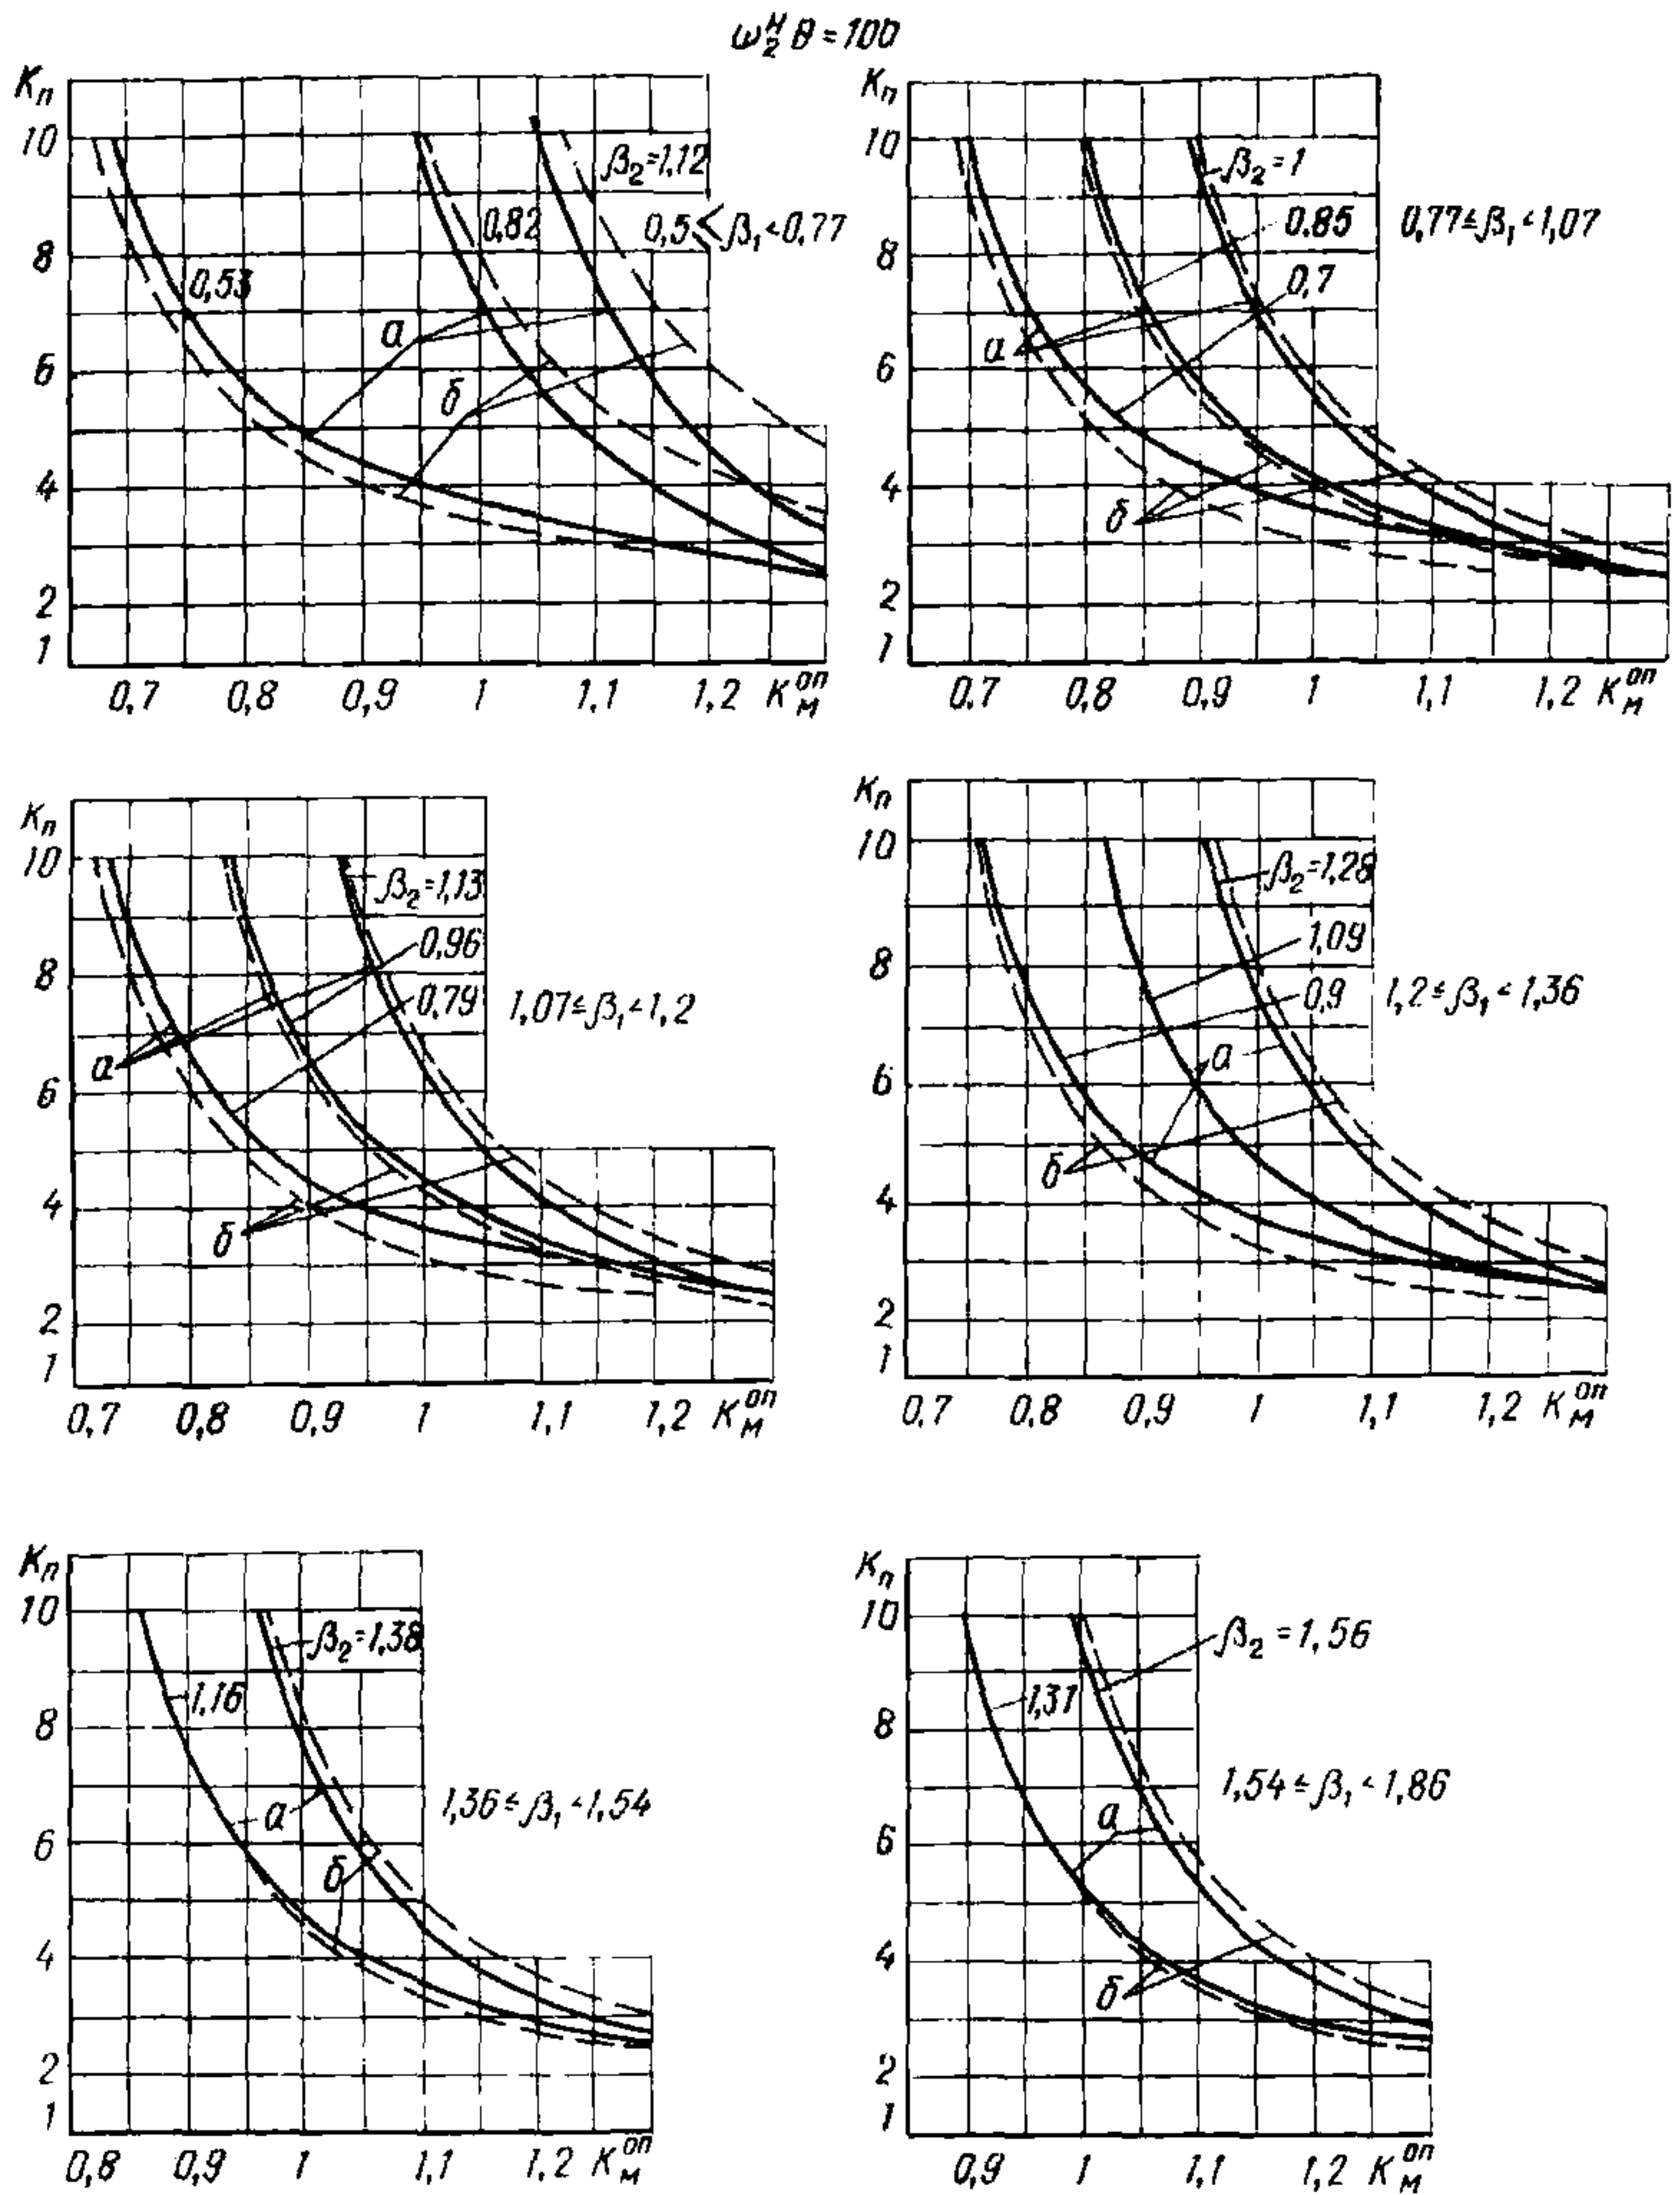 ω₂ᴴ В = 100
Kп
10
8
6
4
2
1
0,53
0,82
β₂=1,12
0,5<β₁<0,77
а
б
0,7 0,8 0,9 1 1,1 1,2 Kмᵒᵖ
Kп
10
8
6
4
2
1
β₂=1
0.85
0,7
0,77≤β₁<1,07
а
б
0,7 0,8 0,9 1 1,1 1,2 Kмᵒᵖ
Kп
10
8
6
4
2
1
β₂=1,13
0,96
0,79
1,07≤β₁<1,2
а
б
0,7 0,8 0,9 1 1,1 1,2 Kмᵒᵖ
Kп
10
8
6
4
2
1
β₂=1,28
1,09
0,9
1,2≤β₁<1,36
а
б
0,7 0,8 0,9 1 1,1 1,2 Kмᵒᵖ
Kп
10
8
6
4
2
1
β₂=1,38
1,16
1,36≤β₁<1,54
а
б
0,8 0,9 1 1,1 1,2 Kмᵒᵖ
Kп
10
8
6
4
2
1
β₂=1,56
1,31
1,54≤β₁<1,86
а
б
0,9 1 1,1 1,2 Kмᵒᵖ